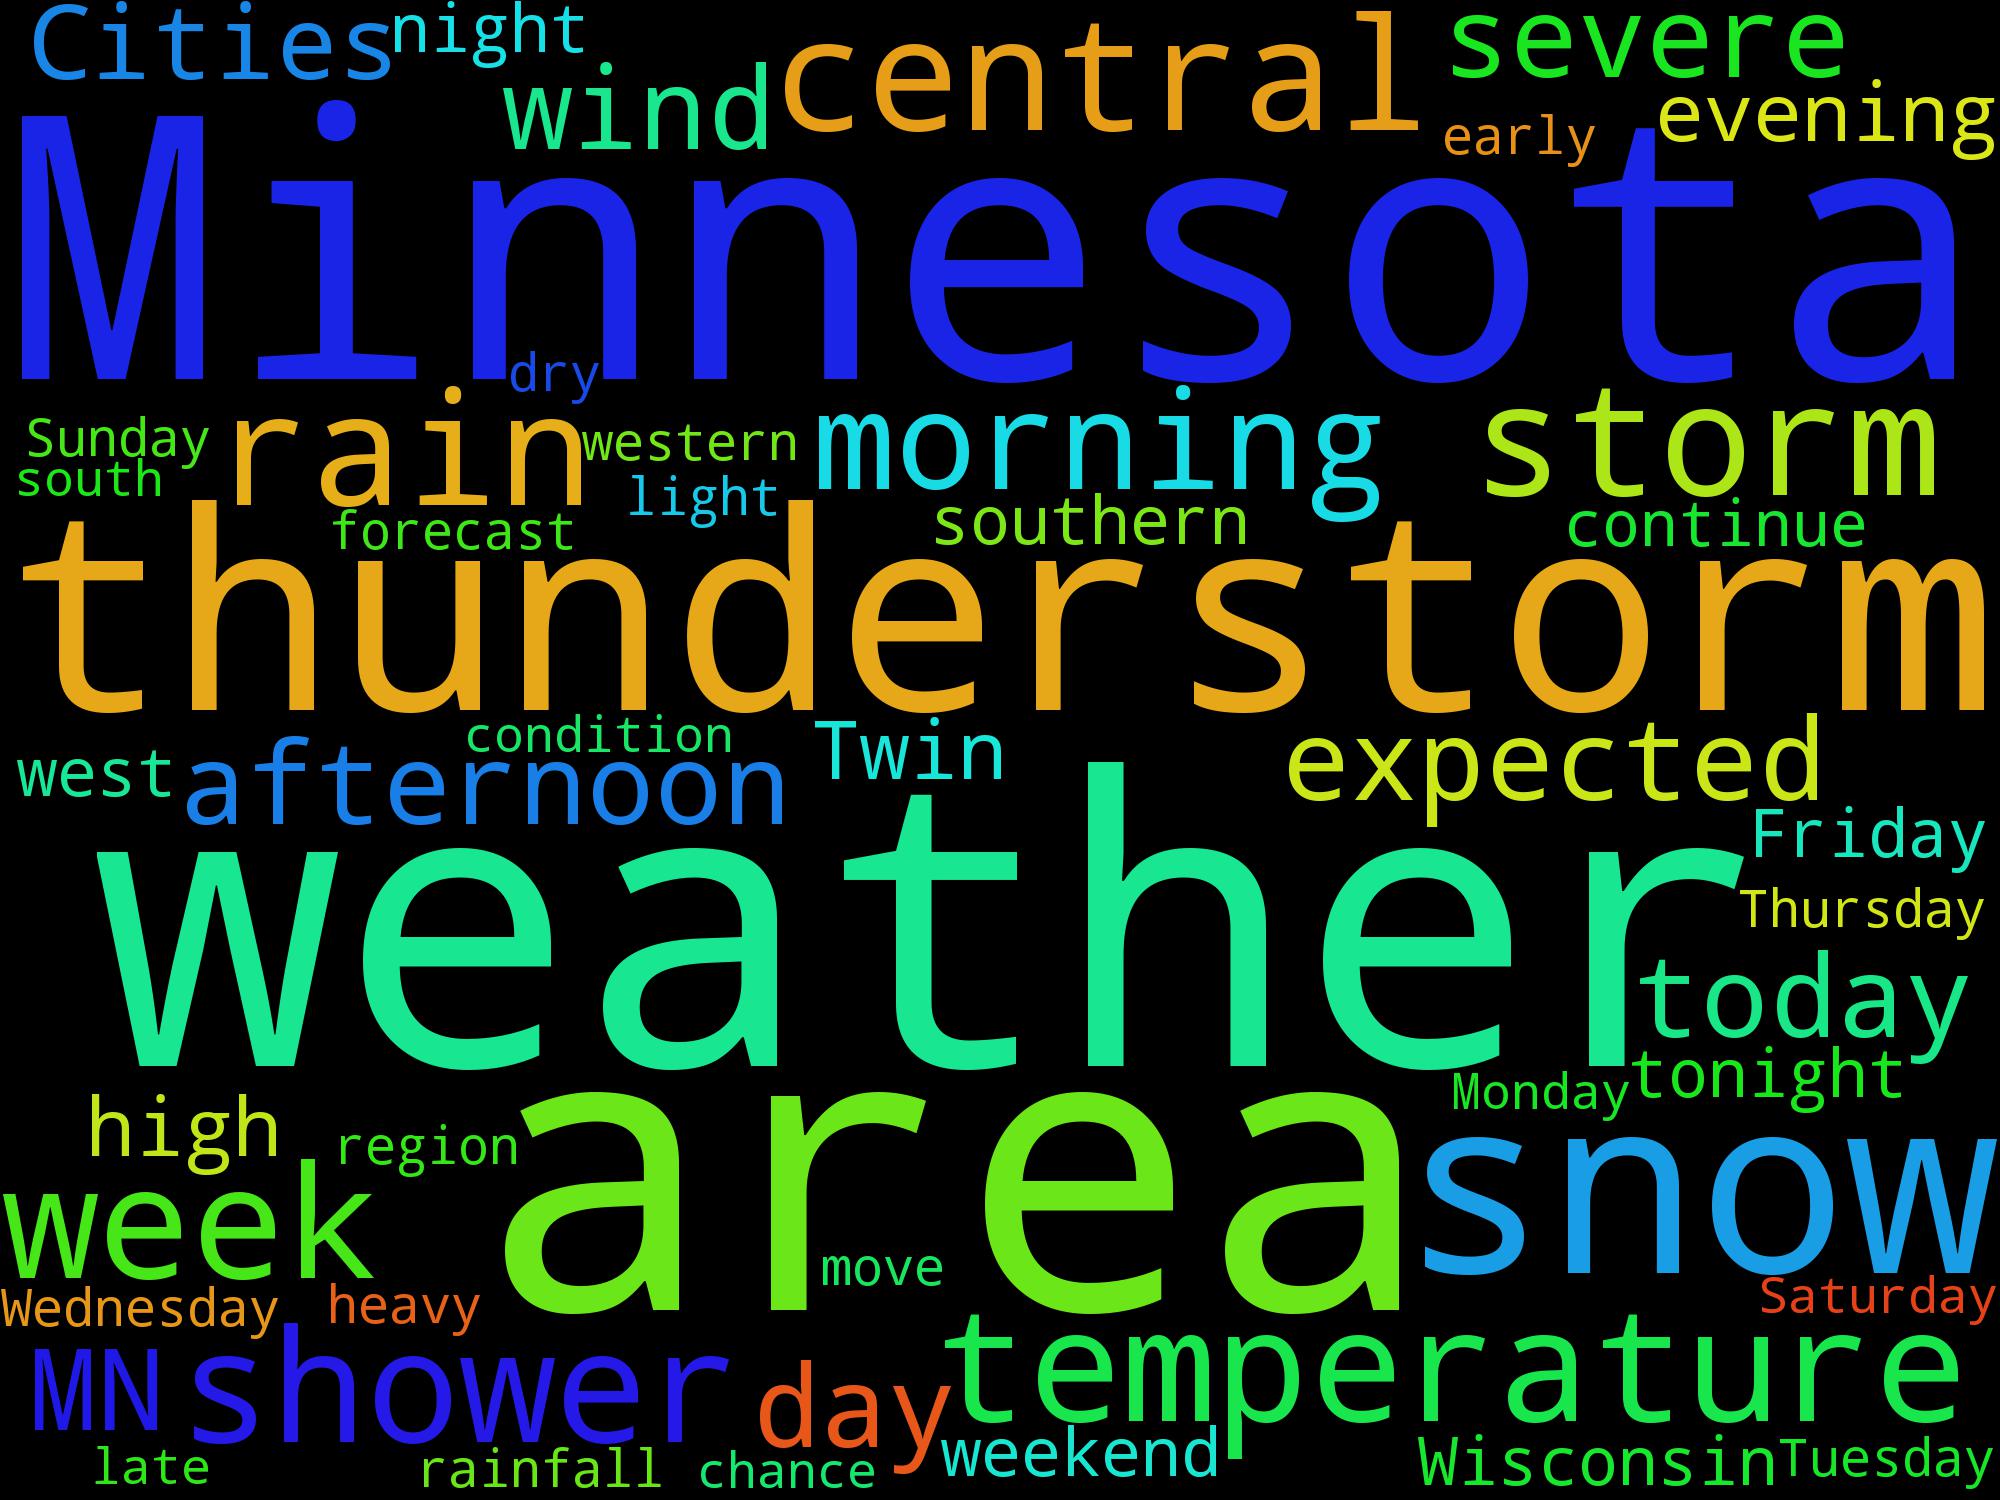 Cities night central severe
wind early evening
Minnesota
dry
Sunday rain western morning storm
south light
forecast southern continue
thunderstorm
condition Twin expected
west afternoon
Friday
weather
Thursday
today
Monday tonight
high region area snow
week move
Wednesday heavy Saturday
MN shower day temperature
late rainfall chance weekend Wisconsin Tuesday